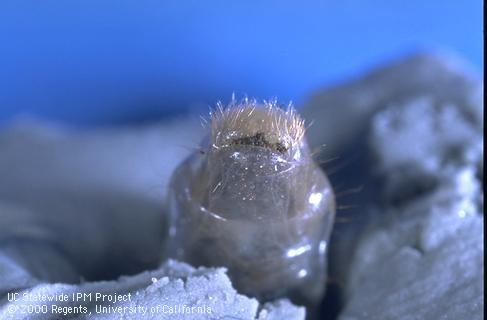 UC Statewide IPM Project
© 2000 Regents, University of California